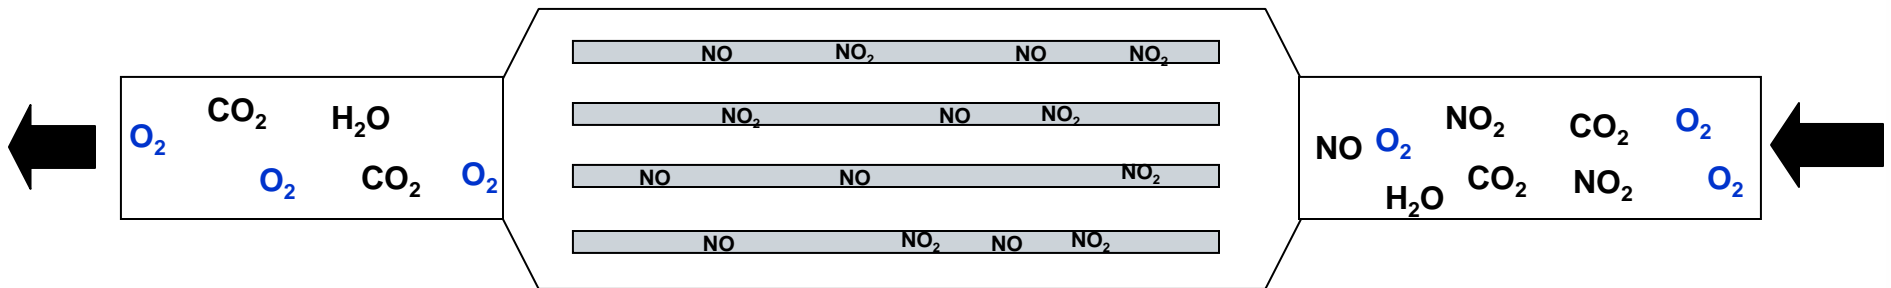 O₂ CO₂ H₂O
O₂ CO₂ O₂
NO NO₂ NO NO₂
NO₂ NO NO₂
NO NO NO₂
NO NO₂ NO NO₂
NO O₂ NO₂ CO₂ O₂
H₂O CO₂ NO₂ O₂